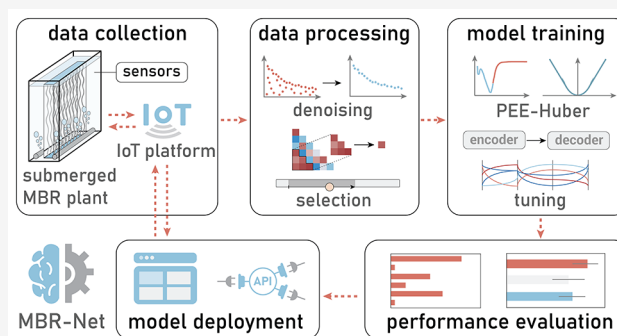 data collection
sensors
IoT
IoT platform
submerged
MBR plant
data processing
denoising
selection
model training
PEE-Huber
encoder
decoder
tuning
MBR-Net
model deployment
API
performance evaluation